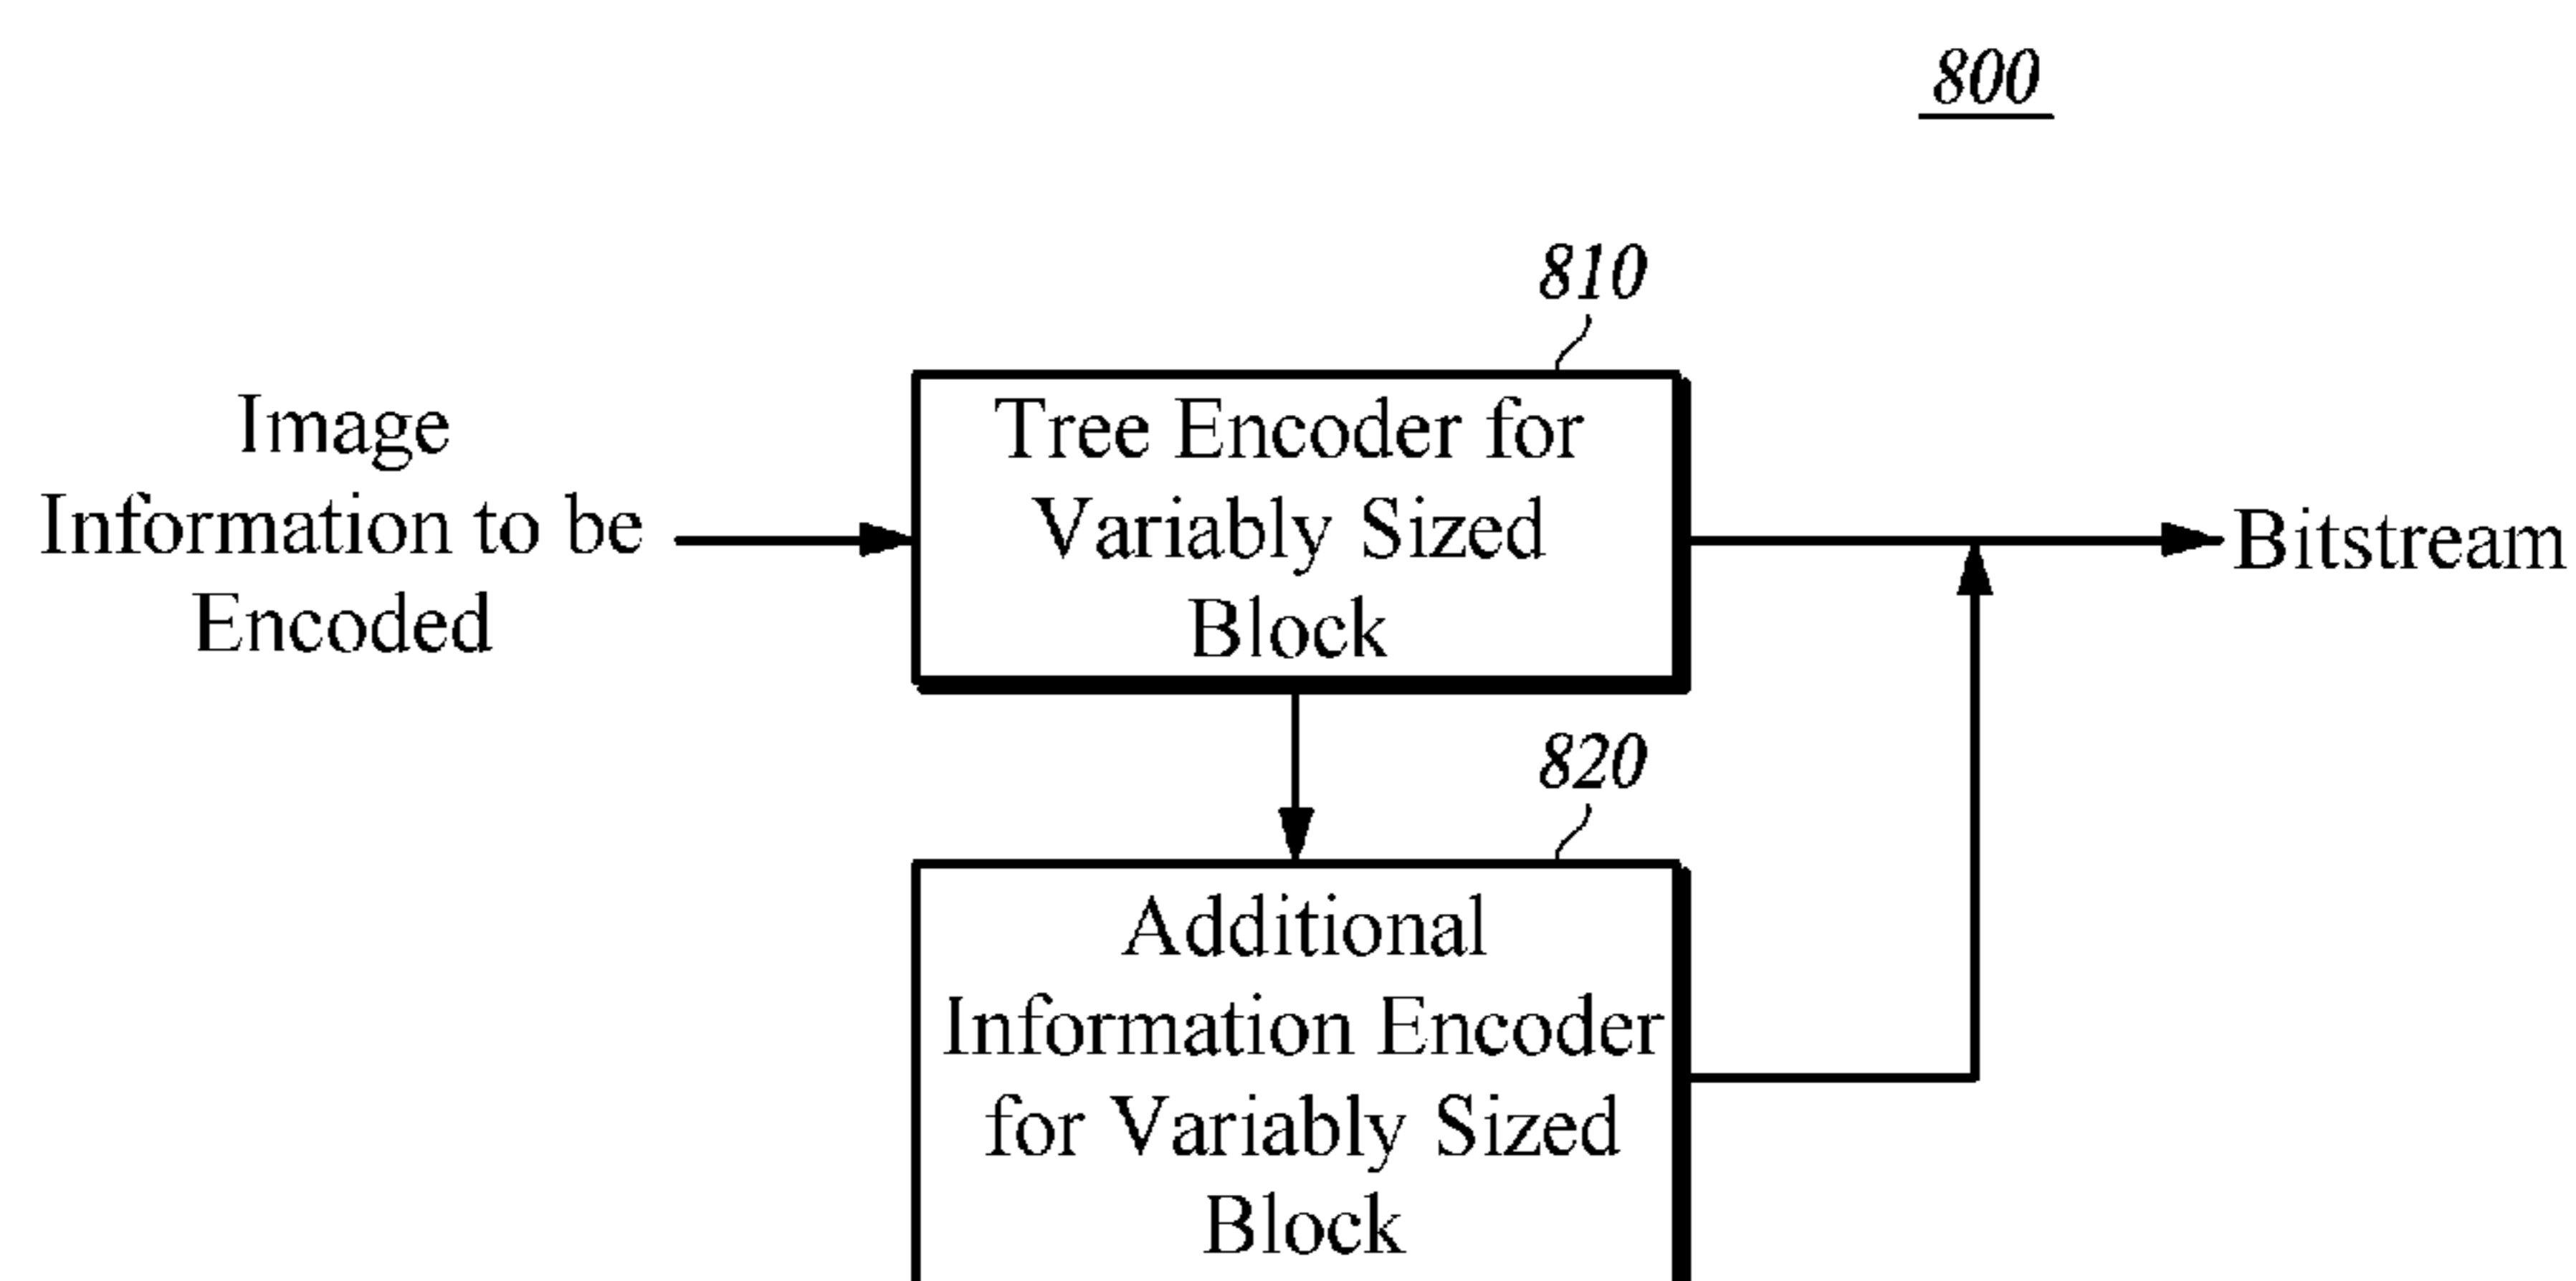 800
810
Image
Information to be
Encoded
Tree Encoder for
Variably Sized
Block
Bitstream
820
Additional
Information Encoder
for Variably Sized
Block